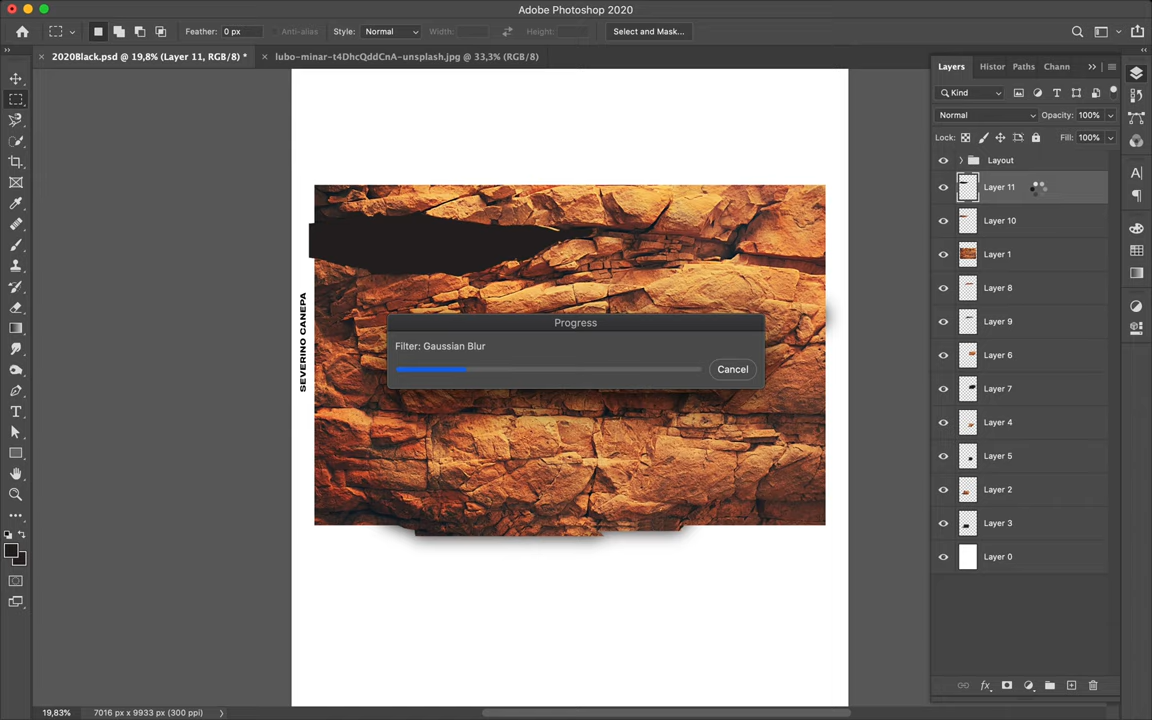 Adobe Photoshop 2020
Feather: 0 px
Anti-alias
Style: Normal
Width:
Height:
Select and Mask...
2020Black.psd @ 19,8% (Layer 11, RGB/8) *
lubo-minar-t4DhcQddCnA-unsplash.jpg @ 33,3% (RGB/8)
Layers
Histor
Paths
Chann
Kind
Normal
Opacity: 100%
Lock:
Fill: 100%
Layout
Layer 11
Layer 10
Layer 1
Layer 8
Layer 9
Layer 6
Layer 7
Layer 4
Layer 5
Layer 2
Layer 3
Layer 0
SEVERINO CANEPA
Progress
Filter: Gaussian Blur
Cancel
19,83%
7016 px x 9933 px (300 ppi)